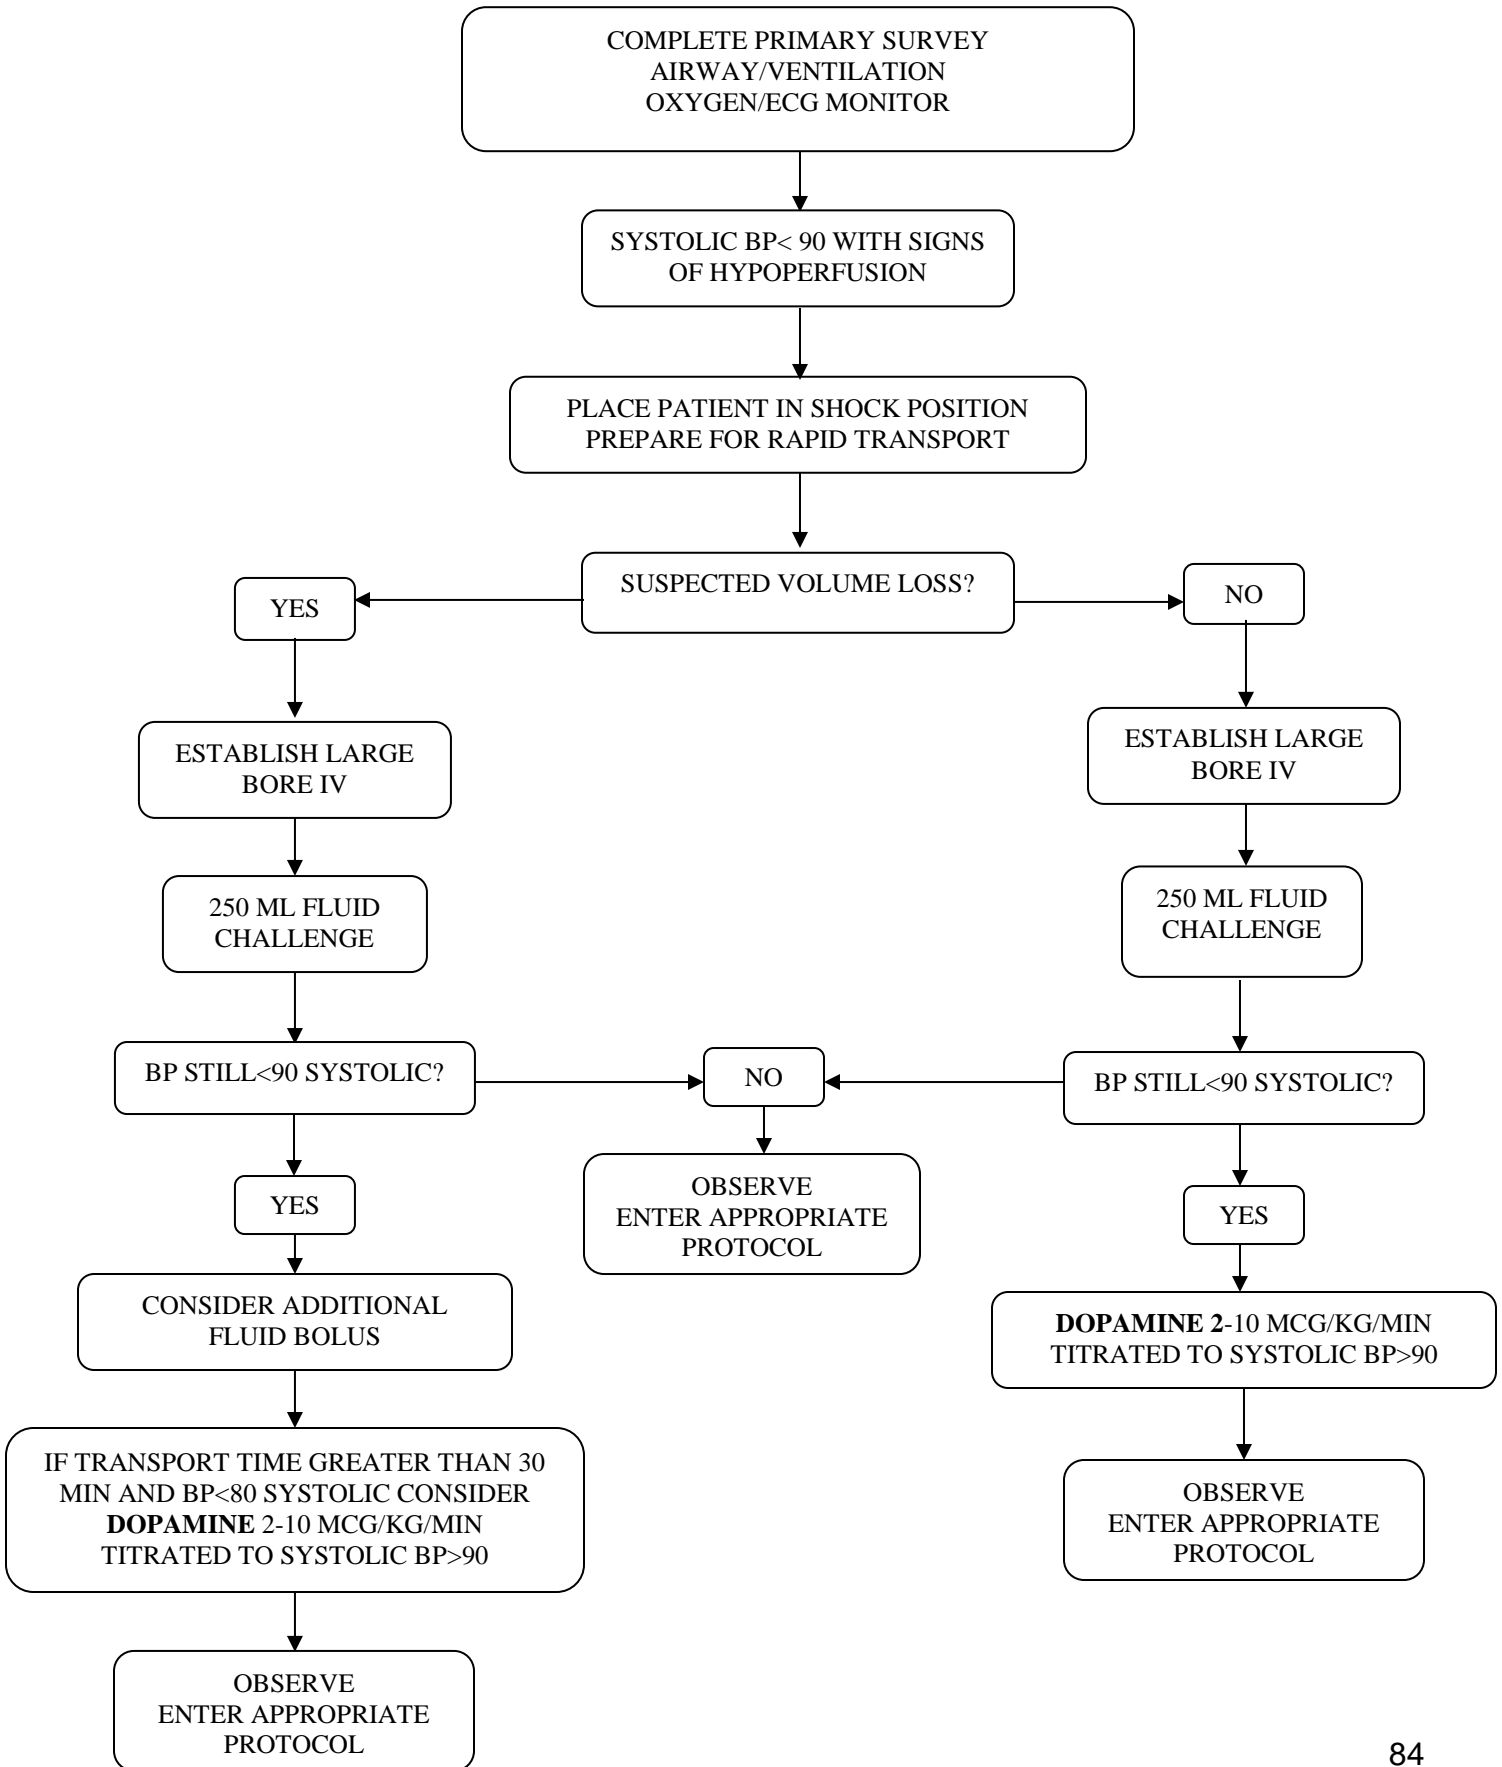 COMPLETE PRIMARY SURVEY
AIRWAY/VENTILATION
OXYGEN/ECG MONITOR
SYSTOLIC BP< 90 WITH SIGNS
OF HYPOPERFUSION
PLACE PATIENT IN SHOCK POSITION
PREPARE FOR RAPID TRANSPORT
SUSPECTED VOLUME LOSS?
YES
NO
ESTABLISH LARGE
BORE IV
250 ML FLUID
CHALLENGE
BP STILL<90 SYSTOLIC?
YES
CONSIDER ADDITIONAL
FLUID BOLUS
IF TRANSPORT TIME GREATER THAN 30
MIN AND BP<80 SYSTOLIC CONSIDER
DOPAMINE 2-10 MCG/KG/MIN
TITRATED TO SYSTOLIC BP>90
OBSERVE
ENTER APPROPRIATE
PROTOCOL
NO
OBSERVE
ENTER APPROPRIATE
PROTOCOL
ESTABLISH LARGE
BORE IV
250 ML FLUID
CHALLENGE
BP STILL<90 SYSTOLIC?
YES
DOPAMINE 2-10 MCG/KG/MIN
TITRATED TO SYSTOLIC BP>90
OBSERVE
ENTER APPROPRIATE
PROTOCOL
84